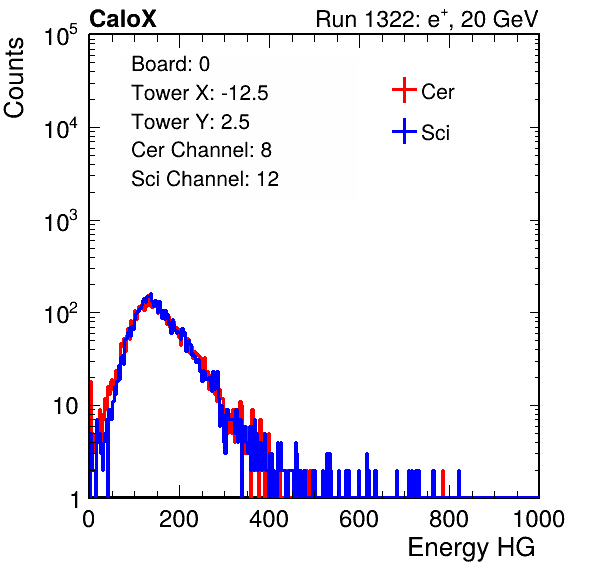 CaloX Run 1322: e⁺, 20 GeV
Counts
Board: 0
Tower X: -12.5
Tower Y: 2.5
Cer Channel: 8
Sci Channel: 12
Cer
Sci
10⁵
10⁴
10³
10²
10
1
0 200 400 600 800 1000
Energy HG